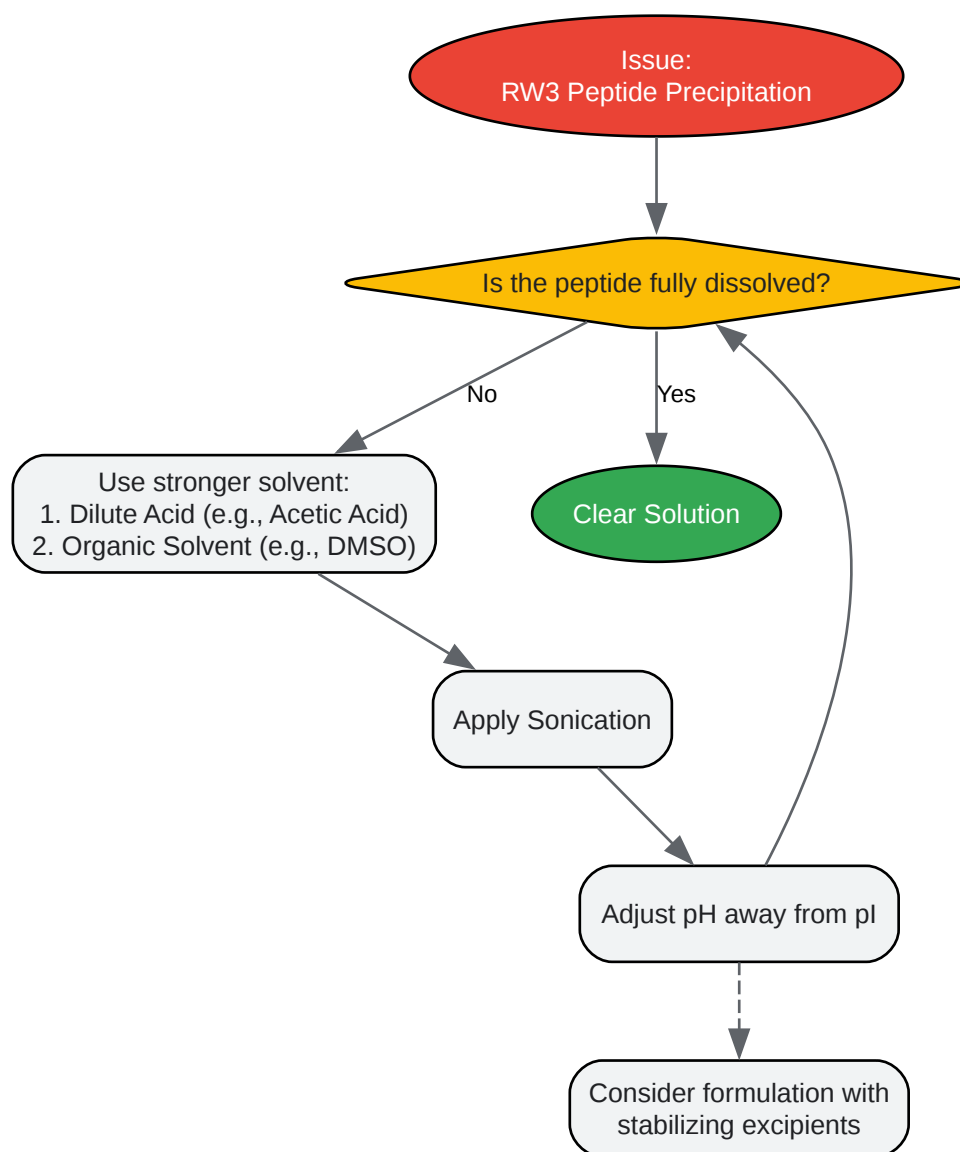 Issue:
RW3 Peptide Precipitation
Is the peptide fully dissolved?
No
Yes
Use stronger solvent:
1. Dilute Acid (e.g., Acetic Acid)
2. Organic Solvent (e.g., DMSO)
Clear Solution
Apply Sonication
Adjust pH away from pI
Consider formulation with
stabilizing excipients